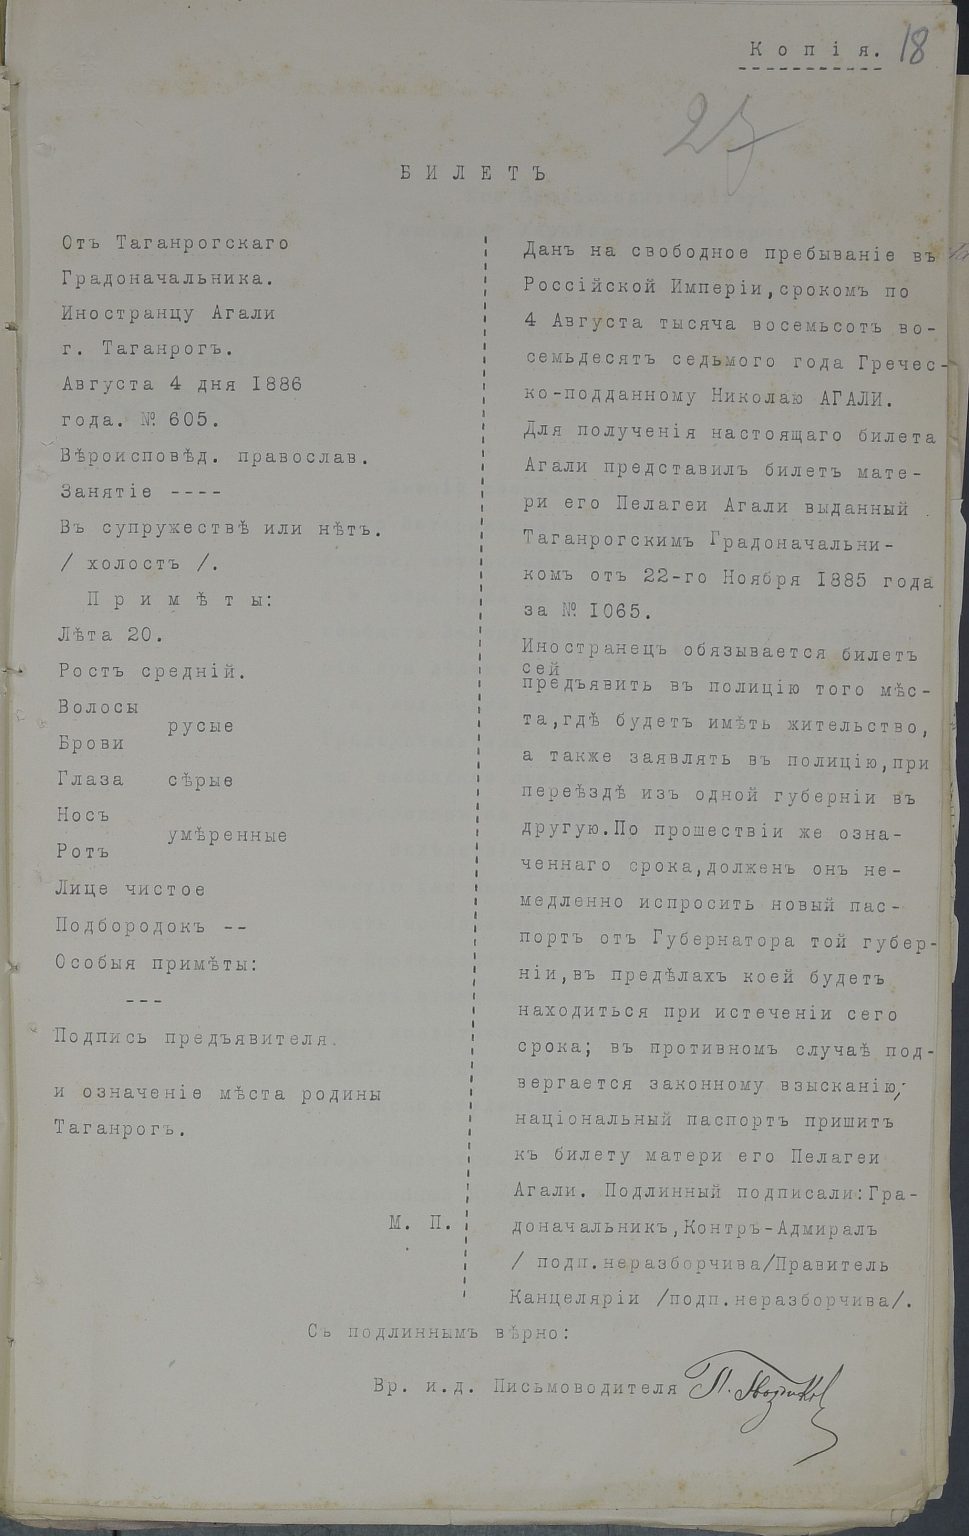 Копія. 18
27
БИЛЕТЪ
Отъ Таганрогскаго
Градоначальника.
Иностранцу Агали
г. Таганрогъ.
Августа 4 дня I886
года. № 605.
Вѣроисповѣд. православ.
Занятіе ----
Въ супружествѣ или нѣтъ.
/ холостъ /.
Примѣты:
Лѣта 20.
Ростъ средній.
Волосы
русые
Брови
Глаза сѣрые
Носъ
умѣренные
Ротъ
Лице чистое
Подбородокъ --
Особыя примѣты:
---
Подпись предъявителя.
и означеніе мѣста родины
Таганрогъ.
М. П.
Данъ на свободное пребываніе въ
Россійской Имперіи,срокомъ по
4 Августа тысяча восемьсотъ во-
семьдесятъ седьмого года Гречес-
ко-подданному Николаю АГАЛИ.
Для полученія настоящаго билета
Агали представилъ билетъ мате-
ри его Пелагеи Агали выданный
Таганрогскимъ Градоначальни-
комъ отъ 22-го Ноября I885 года
за № I065.
Иностранецъ обязывается билетъ
сей
предъявить въ полицію того мѣс-
та,гдѣ будетъ имѣть жительство,
а также заявлять въ полицію,при
переѣздѣ изъ одной губерніи въ
другую.По прошествіи же озна-
ченнаго срока,долженъ онъ не-
медленно испросить новый пас-
портъ отъ Губернатора той губер-
ніи,въ предѣлахъ коей будетъ
находиться при истеченіи сего
срока; въ противномъ случаѣ под-
вергается законному взысканію;
національный паспортъ пришитъ
къ билету матери его Пелагеи
Агали. Подлинный подписали:Гра-
доначальникъ,Контръ-Адмиралъ
/ подп.неразборчива/Правитель
Канцеляріи /подп.неразборчива/.
Съ подлиннымъ вѣрно:
Вр. и.д. Письмоводителя